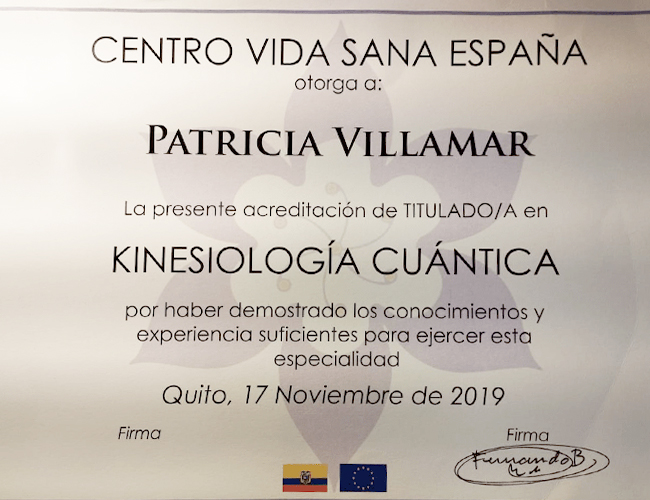 CENTRO VIDA SANA ESPAÑA
otorga a:
PATRICIA VILLAMAR
La presente acreditación de TITULADO/A en
KINESIOLOGÍA CUÁNTICA
por haber demostrado los conocimientos y
experiencia suficientes para ejercer esta
especialidad
Quito, 17 Noviembre de 2019
Firma
Firma
Fernando B,